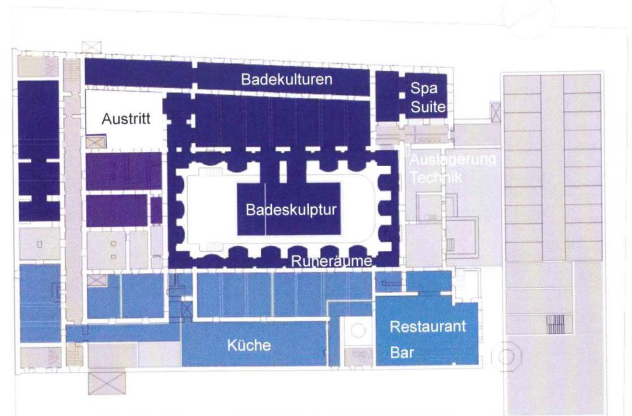 Badekulturen
Spa
Suite
Austritt
Auslagerung
Technik
Badeskulptur
Ruheräume
Küche
Restaurant
Bar